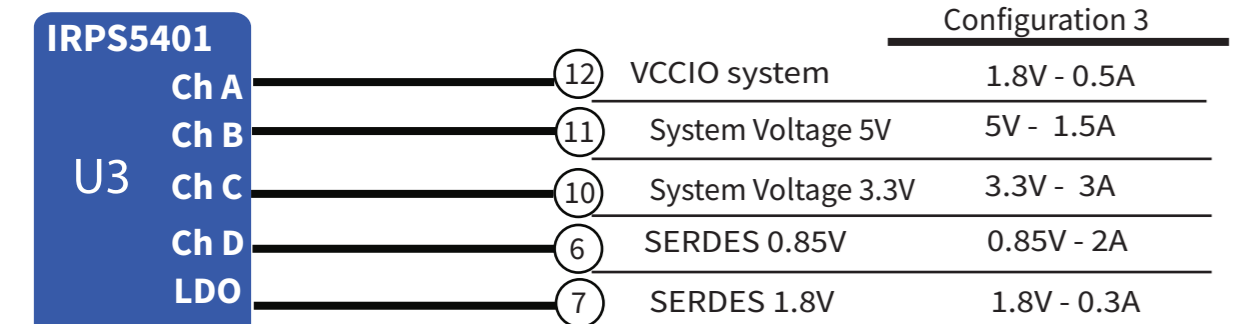 Configuration 3
IRPS5401
Ch A 12 VCCIO system 1.8V - 0.5A
Ch B 11 System Voltage 5V 5V - 1.5A
U3 Ch C 10 System Voltage 3.3V 3.3V - 3A
Ch D 6 SERDES 0.85V 0.85V - 2A
LDO 7 SERDES 1.8V 1.8V - 0.3A